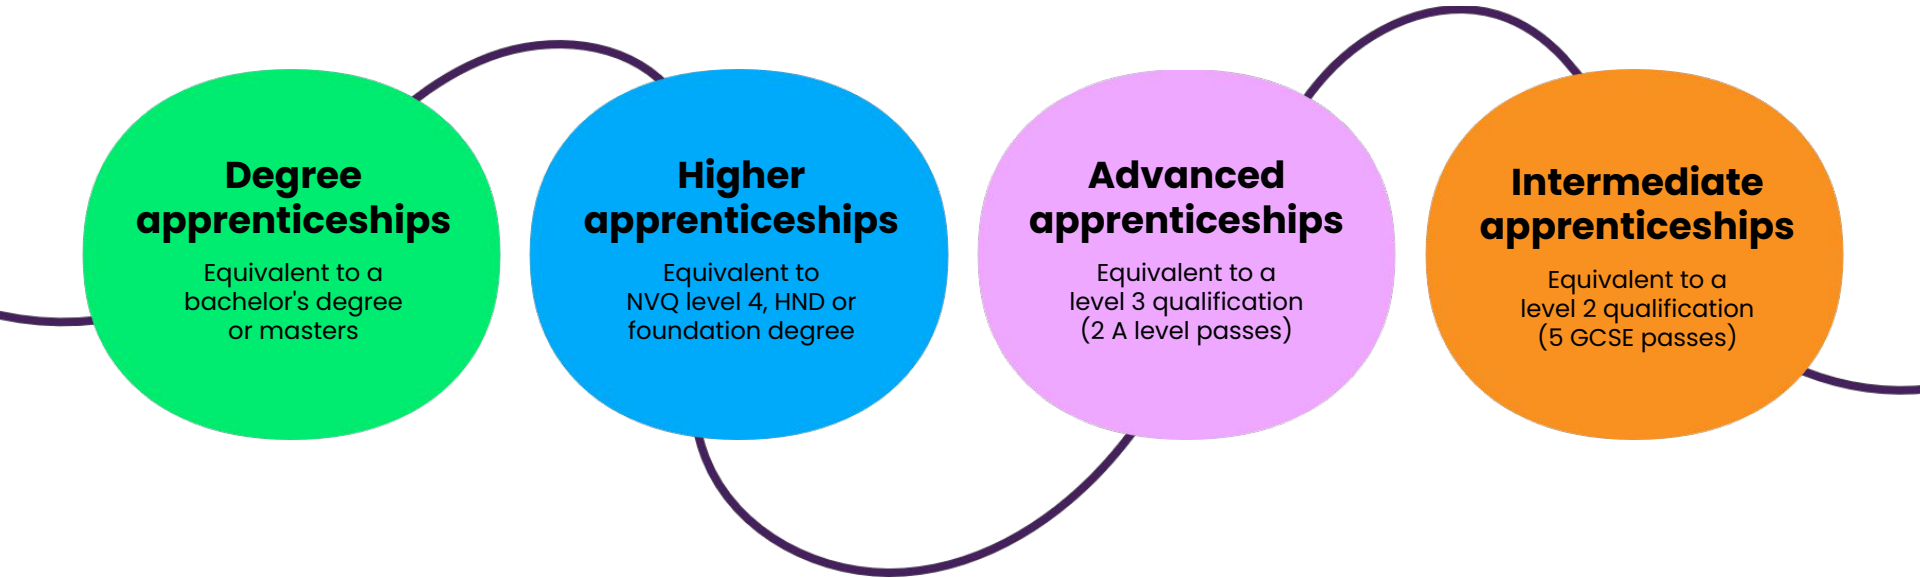 Degree
apprenticeships
Equivalent to a
bachelor's degree
or masters
Higher
apprenticeships
Equivalent to
NVQ level 4, HND or
foundation degree
Advanced
apprenticeships
Equivalent to a
level 3 qualification
(2 A level passes)
Intermediate
apprenticeships
Equivalent to a
level 2 qualification
(5 GCSE passes)